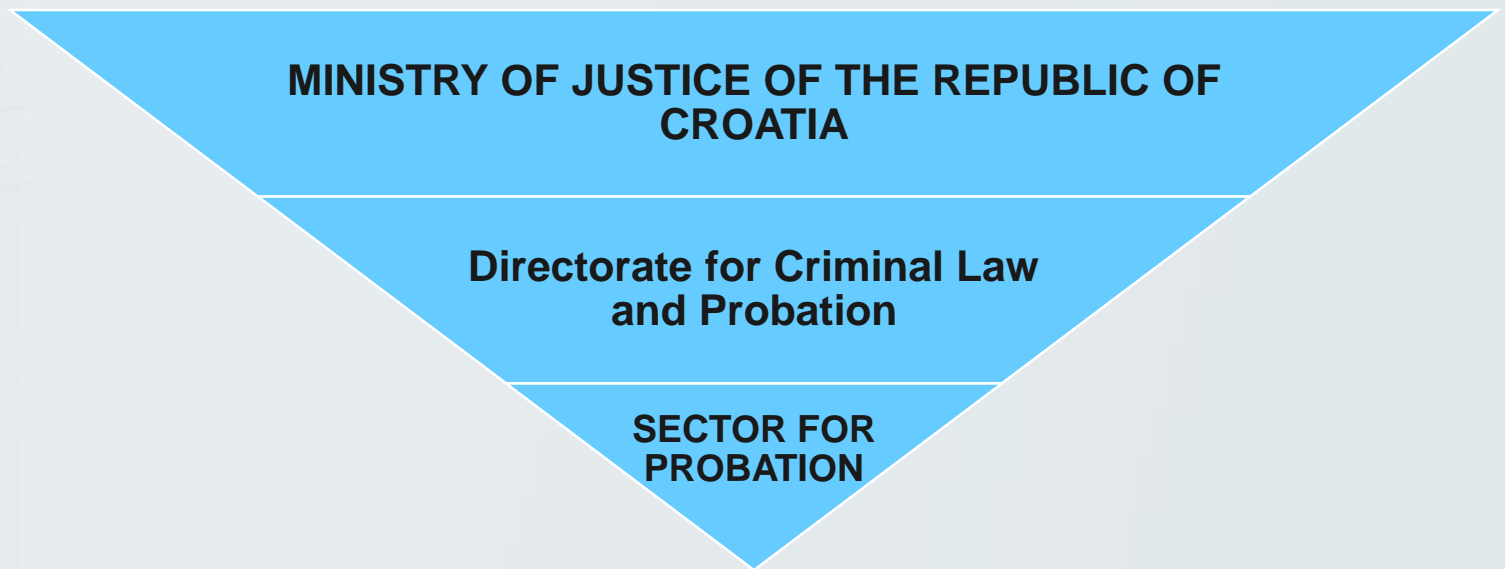 MINISTRY OF JUSTICE OF THE REPUBLIC OF
CROATIA
Directorate for Criminal Law
and Probation
SECTOR FOR
PROBATION